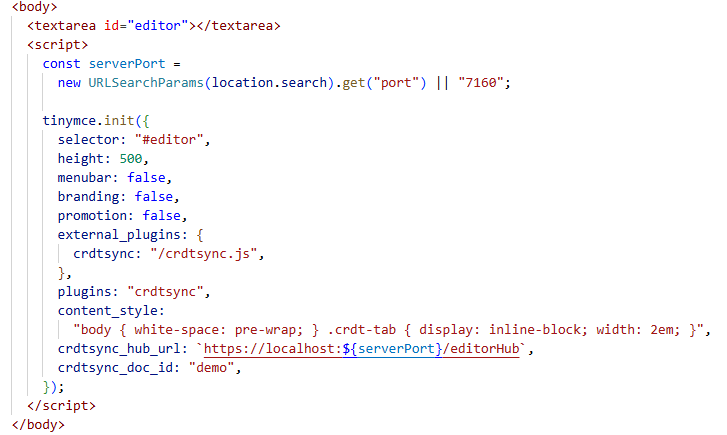 <body>
<textarea id="editor"></textarea>
<script>
const serverPort =
new URLSearchParams(location.search).get("port") || "7160";
tinymce.init({
selector: "#editor",
height: 500,
menubar: false,
branding: false,
promotion: false,
external_plugins: {
crdtsync: "/crdtsync.js",
},
plugins: "crdtsync",
content_style:
"body { white-space: pre-wrap; } .crdt-tab { display: inline-block; width: 2em; }",
crdtsync_hub_url: `https://localhost:${serverPort}/editorHub`,
crdtsync_doc_id: "demo",
});
</script>
</body>